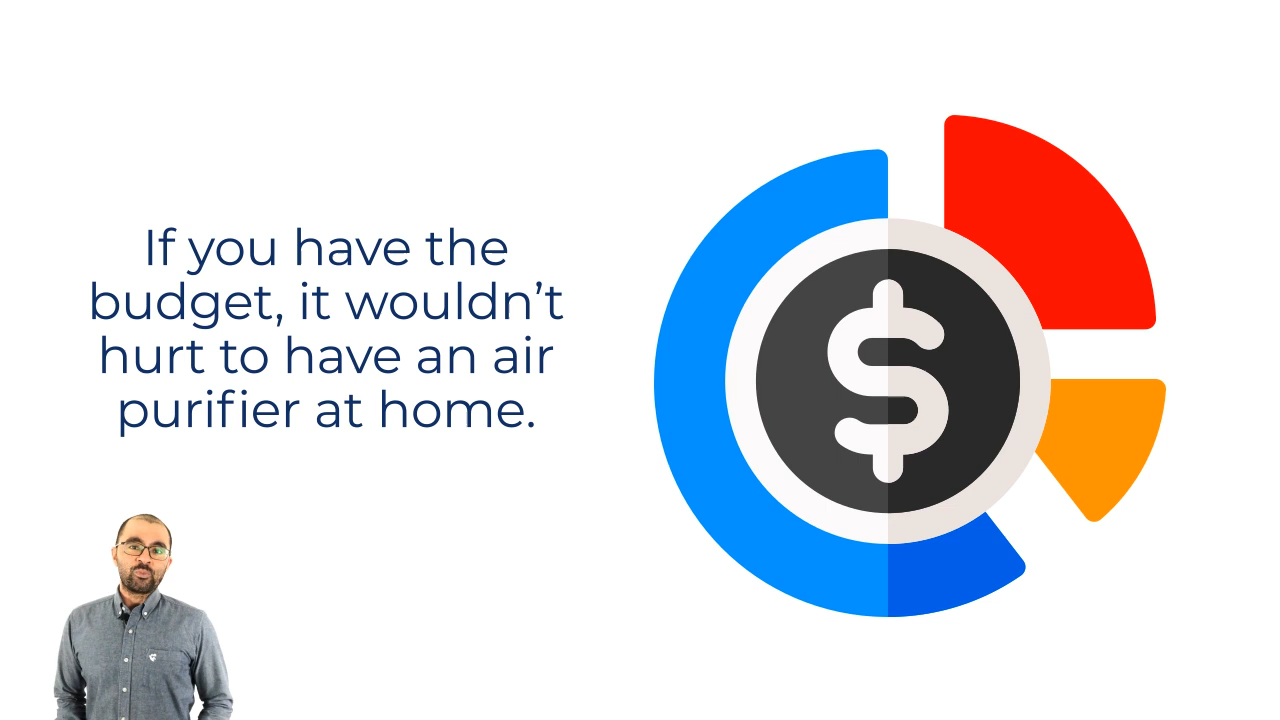 If you have the
budget, it wouldn’t
hurt to have an air
purifier at home.
$